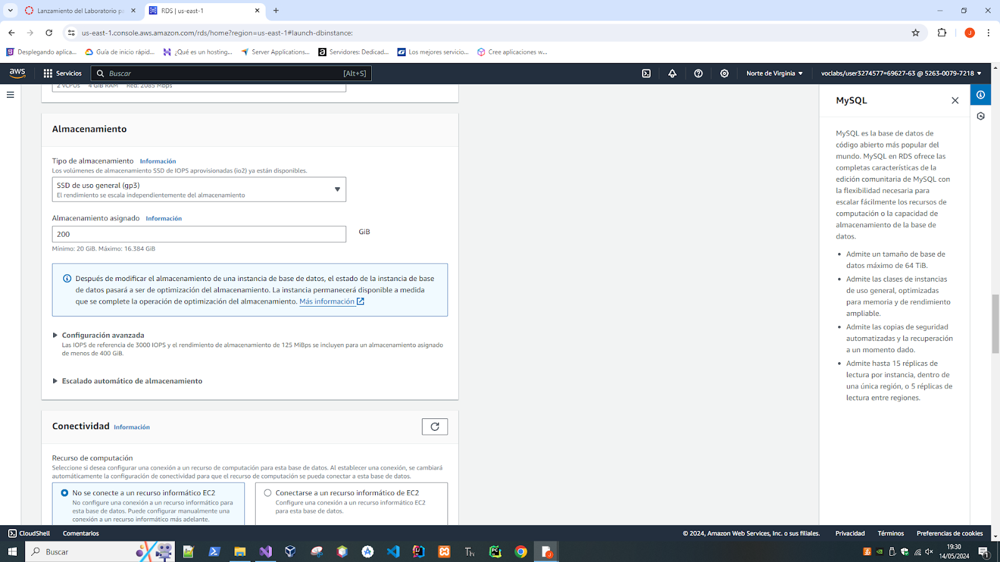 Lanzamiento del Laboratorio pa
RDS | us-east-1
us-east-1.console.aws.amazon.com/rds/home?region=us-east-1#launch-dbinstance:
J
Desplegando aplica...
Guía de inicio rápid...
¿Qué es un hosting...
Server Applications...
Servidores: Dedicad...
Los mejores servicio...
Cree aplicaciones w...
aws
Servicios
Buscar
[Alt+S]
Norte de Virginia
voclabs/user3274577=69627-63 @ 5263-0079-7218
2 vCPUs 4 GiB RAM Red: 2085 Mbps
Almacenamiento
Tipo de almacenamiento Información
Los volúmenes de almacenamiento SSD de IOPS aprovisionadas (io2) ya están disponibles.
SSD de uso general (gp3)
El rendimiento se escala independientemente del almacenamiento
Almacenamiento asignado Información
200
GiB
Mínimo: 20 GiB. Máximo: 16.384 GiB
Después de modificar el almacenamiento de una instancia de base de datos, el estado de la instancia de base
de datos pasará a ser de optimización del almacenamiento. La instancia permanecerá disponible a medida
que se complete la operación de optimización del almacenamiento. Más información
Configuración avanzada
Las IOPS de referencia de 3000 IOPS y el rendimiento de almacenamiento de 125 MiBps se incluyen para un almacenamiento asignado
de menos de 400 GiB.
Escalado automático de almacenamiento
Conectividad Información
Recurso de computación
Seleccione si desea configurar una conexión a un recurso de computación para esta base de datos. Al establecer una conexión, se cambiará
automáticamente la configuración de conectividad para que el recurso de computación se pueda conectar a esta base de datos.
No se conecte a un recurso informático EC2
No configure una conexión a un recurso informático para
esta base de datos. Puede configurar manualmente una
conexión a un recurso informático más adelante.
Conectarse a un recurso informático de EC2
Configure una conexión a un recurso informático EC2
para esta base de datos.
MySQL
MySQL es la base de datos de
código abierto más popular del
mundo. MySQL en RDS ofrece las
completas características de la
edición comunitaria de MySQL con
la flexibilidad necesaria para
escalar fácilmente los recursos de
computación o la capacidad de
almacenamiento de la base de
datos.
• Admite un tamaño de base de
datos máximo de 64 TiB.
• Admite las clases de instancias
de uso general, optimizadas
para memoria y de rendimiento
ampliable.
• Admite las copias de seguridad
automatizadas y la recuperación
a un momento dado.
• Admite hasta 15 réplicas de
lectura por instancia, dentro de
una única región, o 5 réplicas de
lectura entre regiones.
CloudShell
Comentarios
© 2024, Amazon Web Services, Inc. o sus filiales.
Privacidad
Términos
Preferencias de cookies
Buscar
19:30
14/05/2024
1